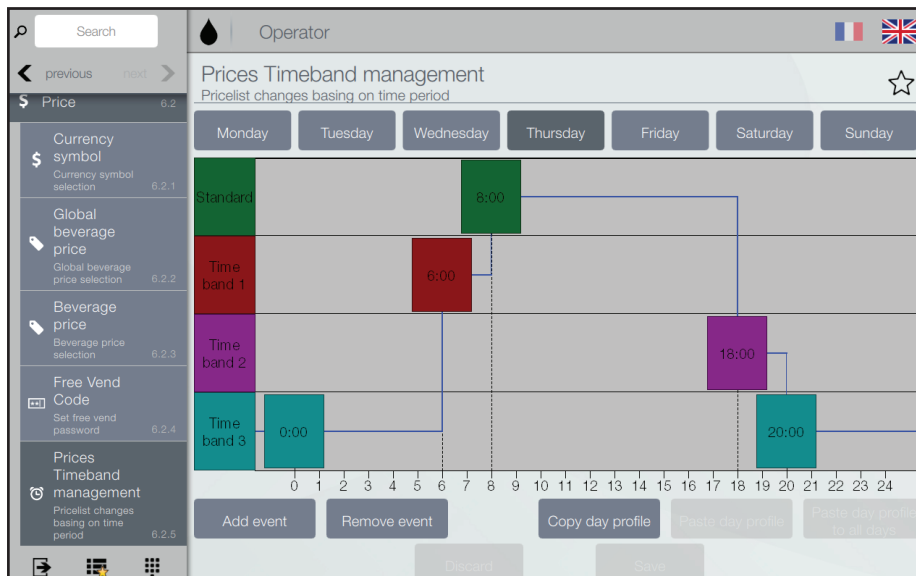 Search
Operator
previous
next
$ Price 6.2
Prices Timeband management
Pricelist changes basing on time period
Monday Tuesday Wednesday Thursday Friday Saturday Sunday
$ Currency
symbol
Currency symbol
selection 6.2.1
Global
beverage
price
Global beverage
price selection 6.2.2
Beverage
price
Beverage price
selection 6.2.3
Free Vend
Code
Set free vend
password 6.2.4
Prices
Timeband
management
Pricelist changes
basing on time
period 6.2.5
Standard
8:00
Time
band 1
6:00
Time
band 2
18:00
Time
band 3
0:00
20:00
0 1 2 3 4 5 6 7 8 9 10 11 12 13 14 15 16 17 18 19 20 21 22 23 24
Add event
Remove event
Copy day profile
Paste day profile
Paste day profile
to all days
Discard
Save